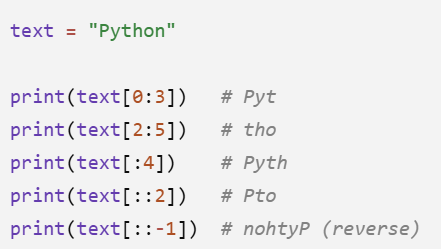 text = "Python"
print(text[0:3])   # Pyt
print(text[2:5])   # tho
print(text[:4])    # Pyth
print(text[::2])   # Pto
print(text[::-1])  # nohtyP (reverse)